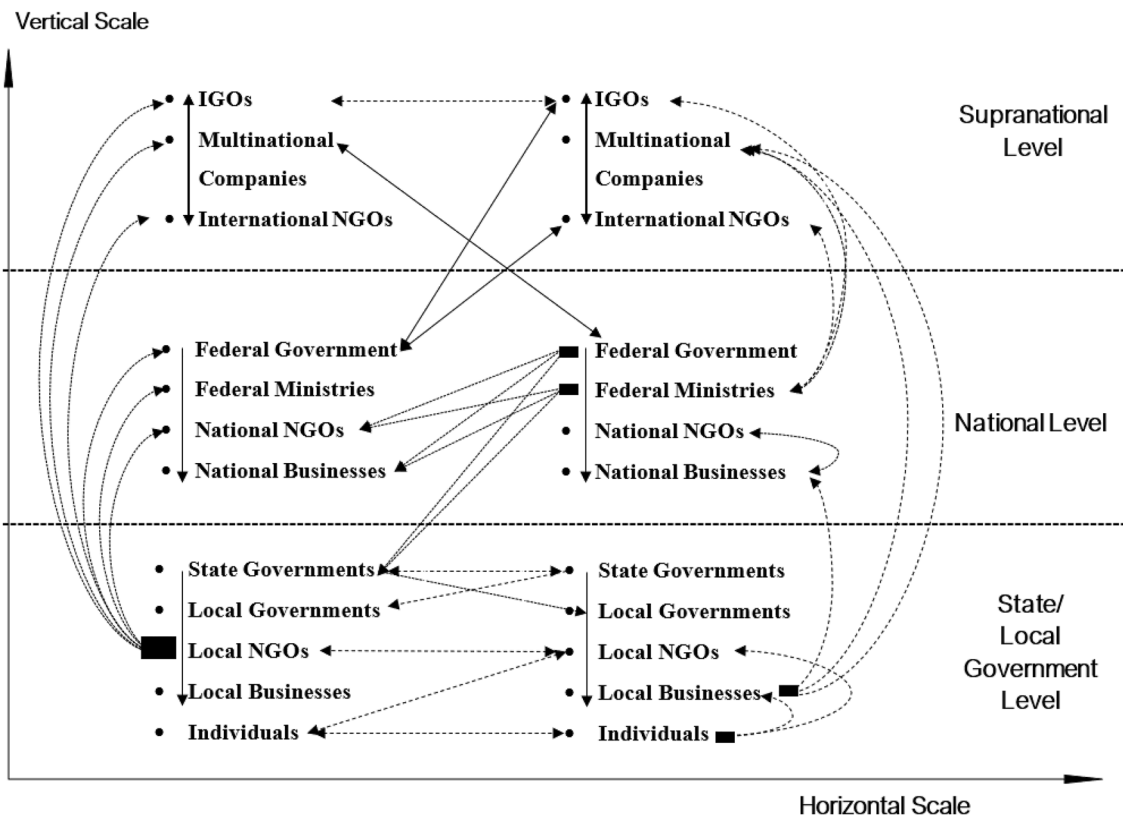 Vertical Scale
IGOs
Multinational
Companies
International NGOs
IGOs
Multinational
Companies
International NGOs
Supranational
Level
Federal Government
Federal Ministries
National NGOs
National Businesses
Federal Government
Federal Ministries
National NGOs
National Businesses
National Level
State Governments
Local Governments
Local NGOs
Local Businesses
Individuals
State Governments
Local Governments
Local NGOs
Local Businesses
Individuals
State/
Local
Government
Level
Horizontal Scale